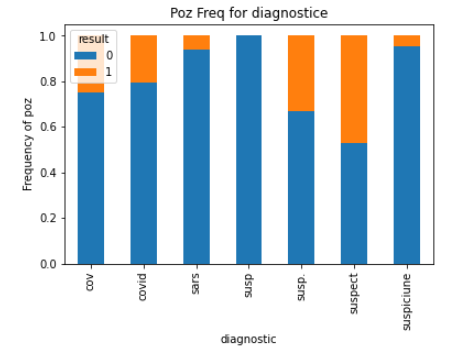 Poz Freq for diagnostice
result
0
1
Frequency of poz
1.0
0.8
0.6
0.4
0.2
0.0
cov
covid
sars
susp
susp.
suspect
suspiciune
diagnostic